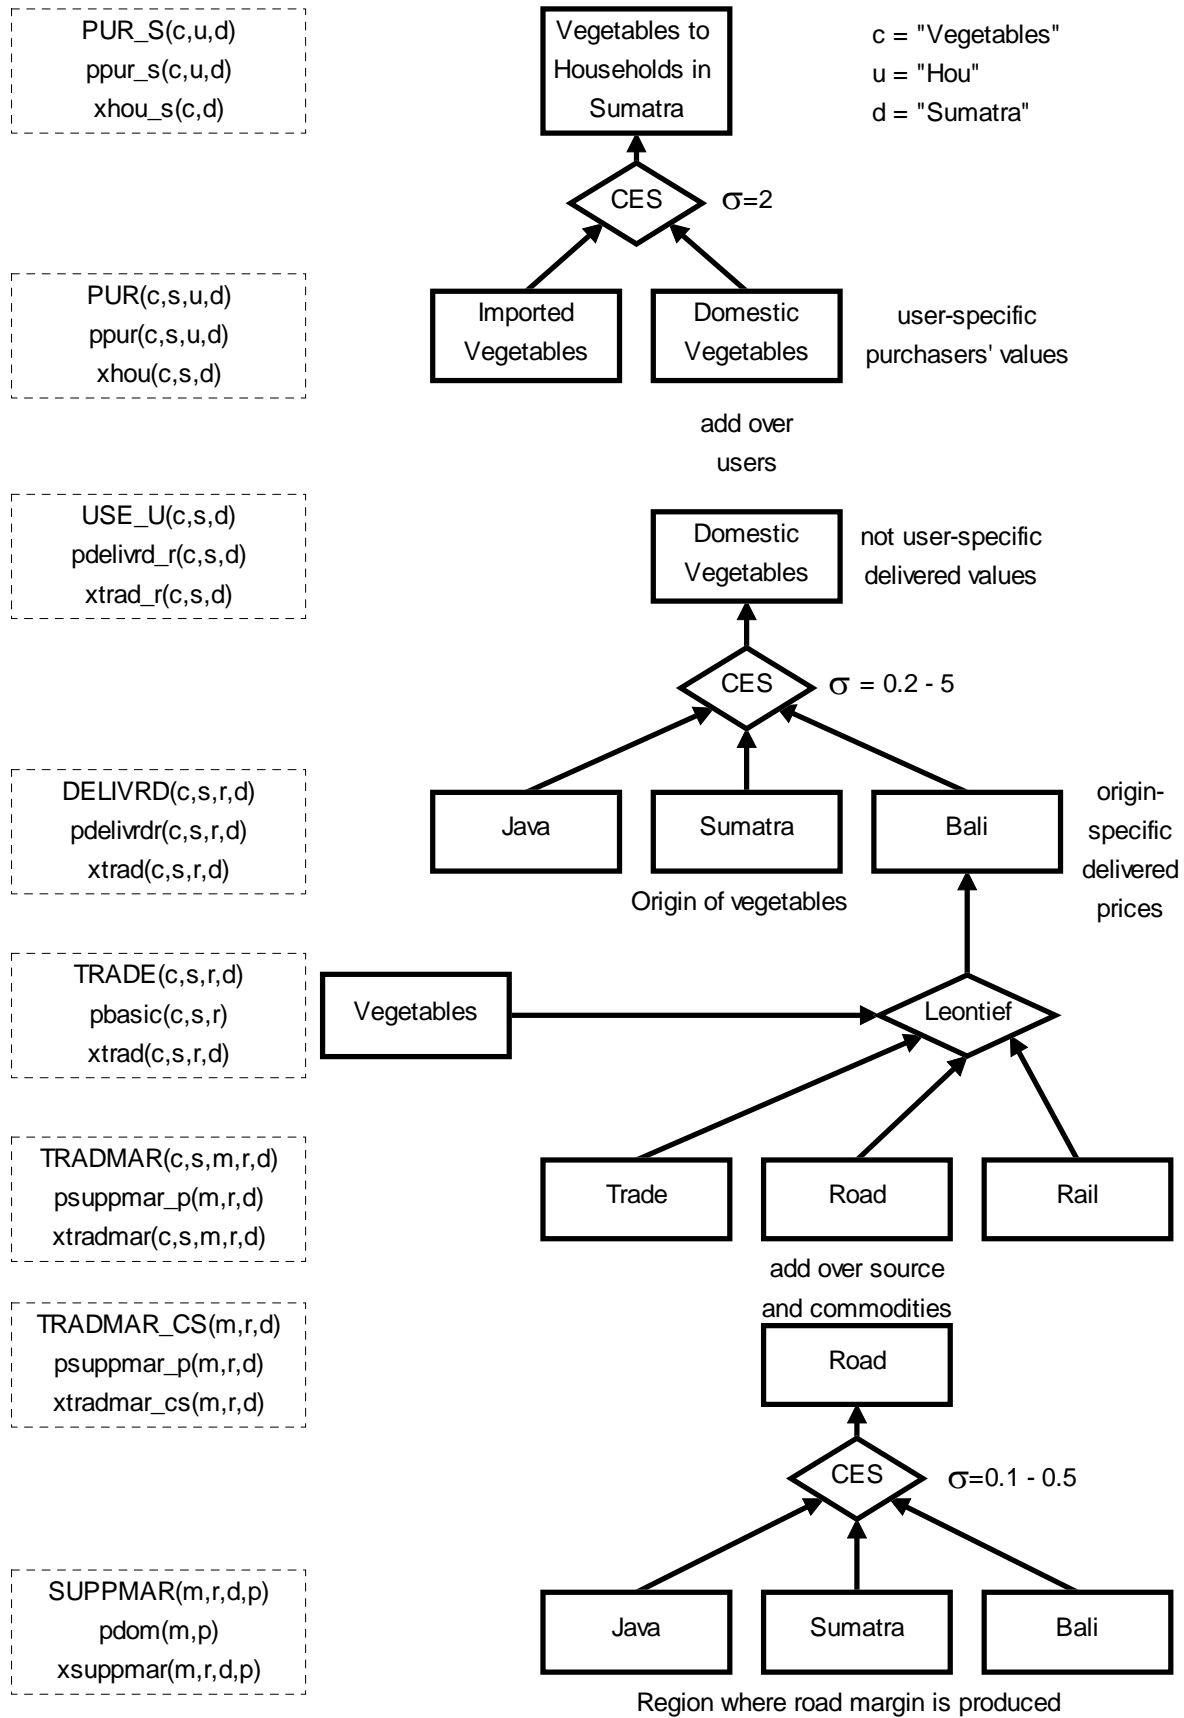 PUR_S(c,u,d)
ppur_s(c,u,d)
xhou_s(c,d)
Vegetables to
Households in
Sumatra
c = "Vegetables"
u = "Hou"
d = "Sumatra"
CES
σ=2
PUR(c,s,u,d)
ppur(c,s,u,d)
xhou(c,s,d)
Imported
Vegetables
Domestic
Vegetables
user-specific
purchasers' values
add over
users
USE_U(c,s,d)
pdelivrd_r(c,s,d)
xtrad_r(c,s,d)
Domestic
Vegetables
not user-specific
delivered values
CES
σ = 0.2 - 5
DELIVRD(c,s,r,d)
pdelivrdr(c,s,r,d)
xtrad(c,s,r,d)
Java
Sumatra
Bali
origin-
specific
delivered
prices
Origin of vegetables
TRADE(c,s,r,d)
pbasic(c,s,r)
xtrad(c,s,r,d)
Vegetables
Leontief
TRADMAR(c,s,m,r,d)
psuppmar_p(m,r,d)
xtradmar(c,s,m,r,d)
Trade
Road
Rail
add over source
and commodities
TRADMAR_CS(m,r,d)
psuppmar_p(m,r,d)
xtradmar_cs(m,r,d)
Road
CES
σ=0.1 - 0.5
SUPPMAR(m,r,d,p)
pdom(m,p)
xsuppmar(m,r,d,p)
Java
Sumatra
Bali
Region where road margin is produced